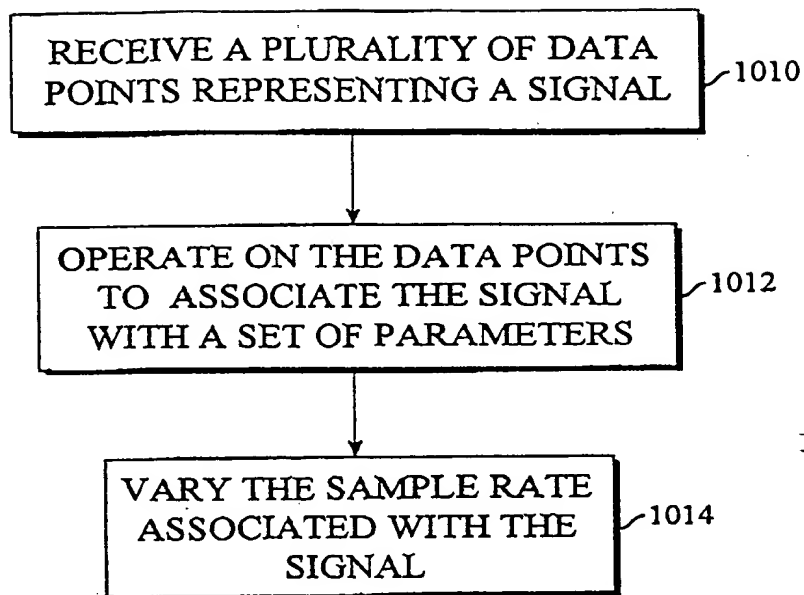 RECEIVE A PLURALITY OF DATA
POINTS REPRESENTING A SIGNAL
1010
OPERATE ON THE DATA POINTS
TO ASSOCIATE THE SIGNAL
WITH A SET OF PARAMETERS
1012
VARY THE SAMPLE RATE
ASSOCIATED WITH THE
SIGNAL
1014